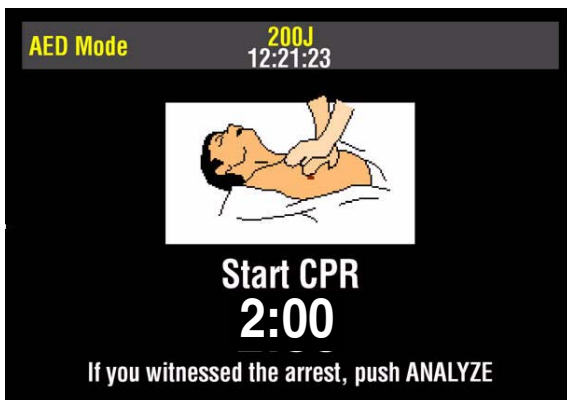 AED Mode
200J
12:21:23
Start CPR
2:00
If you witnessed the arrest, push ANALYZE